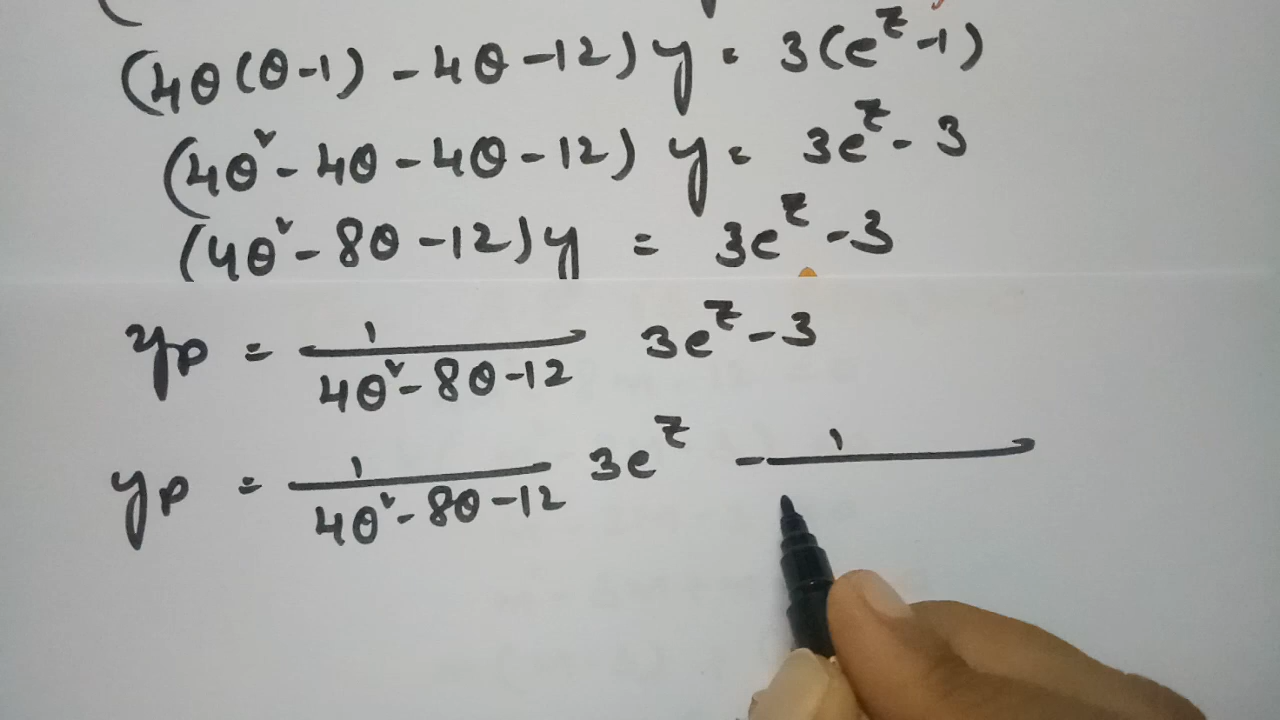 (4θ(θ-1) - 4θ - 12) y = 3(e^z - 1)
(4θ² - 4θ - 4θ - 12) y = 3e^z - 3
(4θ² - 8θ - 12) y = 3e^z - 3
yp = 1/(4θ² - 8θ - 12) 3e^z - 3
yp = 1/(4θ² - 8θ - 12) 3e^z - 1/